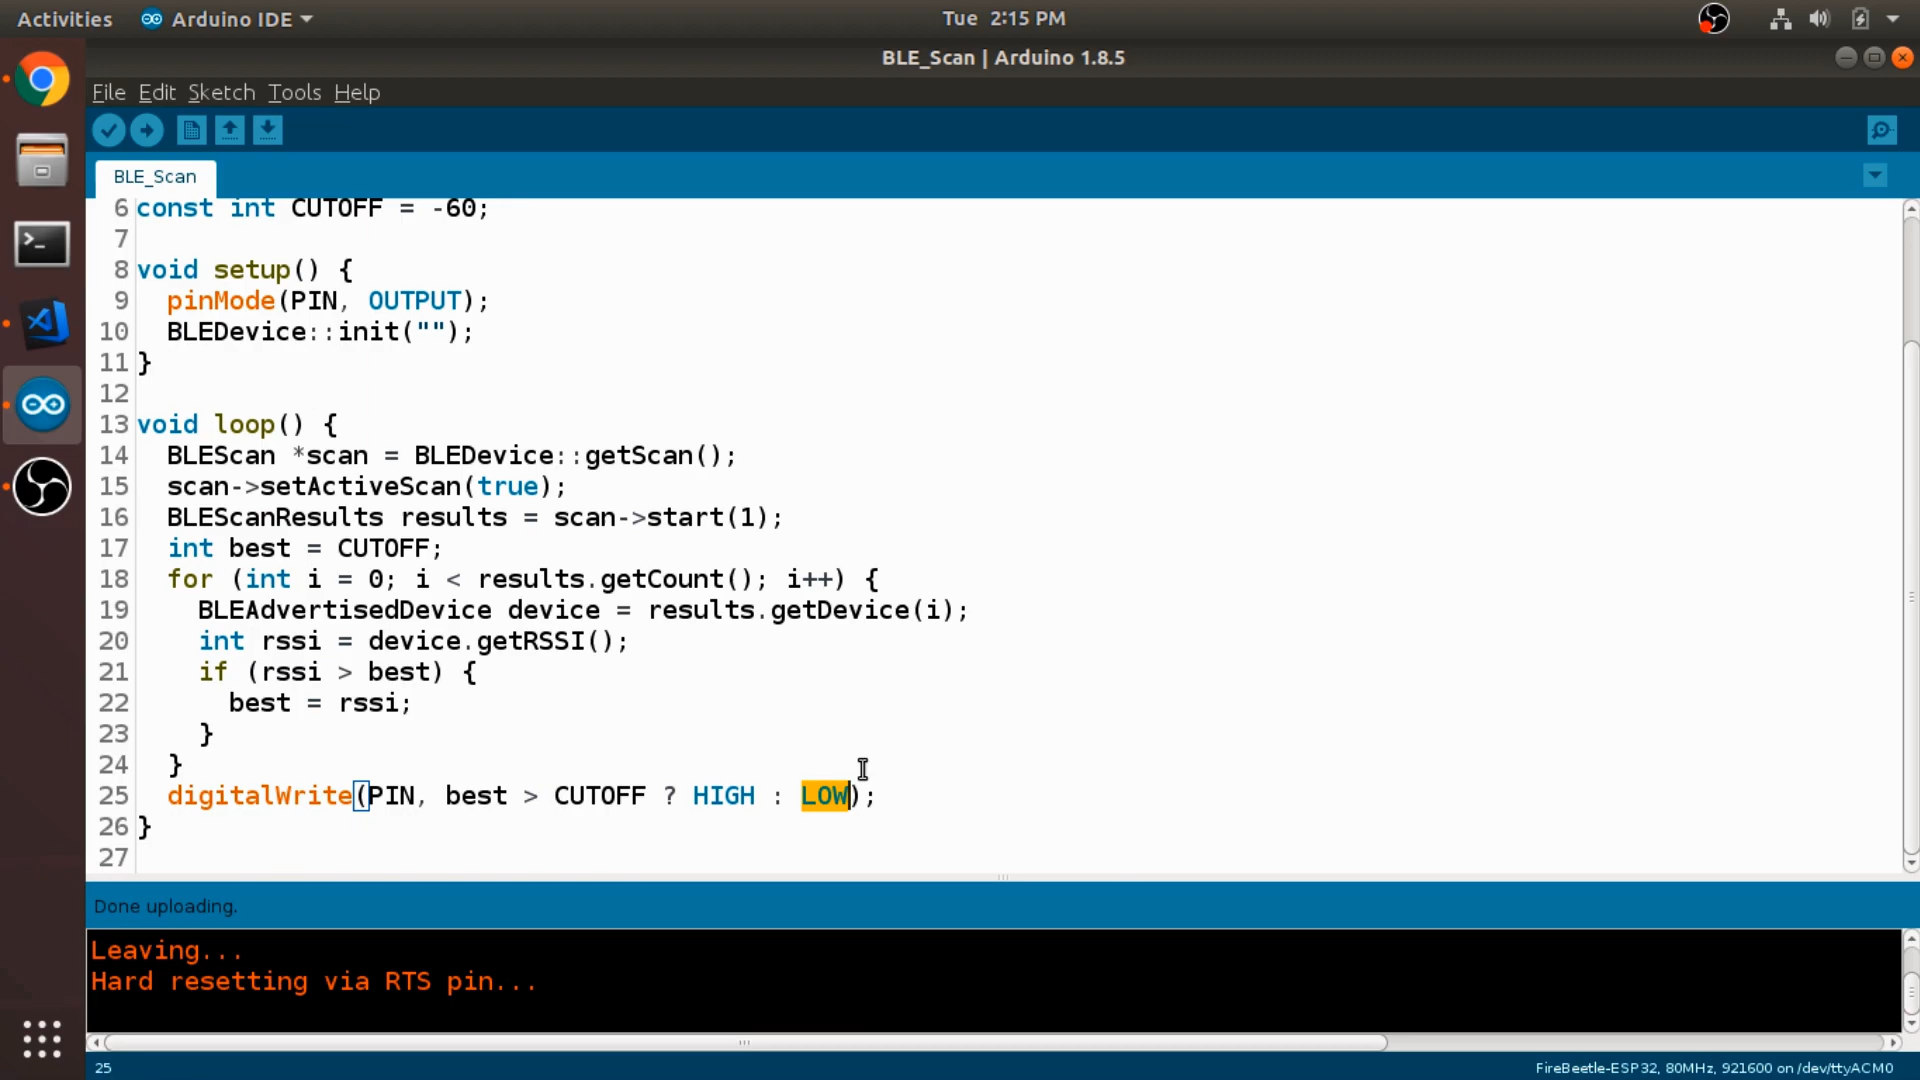 Activities Arduino IDE Tue 2:15 PM
BLE_Scan | Arduino 1.8.5
File Edit Sketch Tools Help
BLE_Scan
6 const int CUTOFF = -60;
7
8 void setup() {
9   pinMode(PIN, OUTPUT);
10   BLEDevice::init("");
11 }
12
13 void loop() {
14   BLEScan *scan = BLEDevice::getScan();
15   scan->setActiveScan(true);
16   BLEScanResults results = scan->start(1);
17   int best = CUTOFF;
18   for (int i = 0; i < results.getCount(); i++) {
19     BLEAdvertisedDevice device = results.getDevice(i);
20     int rssi = device.getRSSI();
21     if (rssi > best) {
22       best = rssi;
23     }
24   }
25   digitalWrite(PIN, best > CUTOFF ? HIGH : LOW);
26 }
27
Done uploading.
Leaving...
Hard resetting via RTS pin...
25 FireBeetle-ESP32, 80MHz, 921600 on /dev/ttyACM0